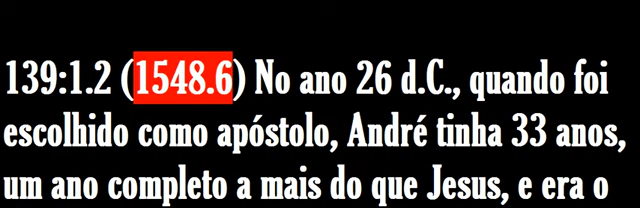 139:1.2 (1548.6) No ano 26 d.C., quando foi
escolhido como apóstolo, André tinha 33 anos,
um ano completo a mais do que Jesus, e era o